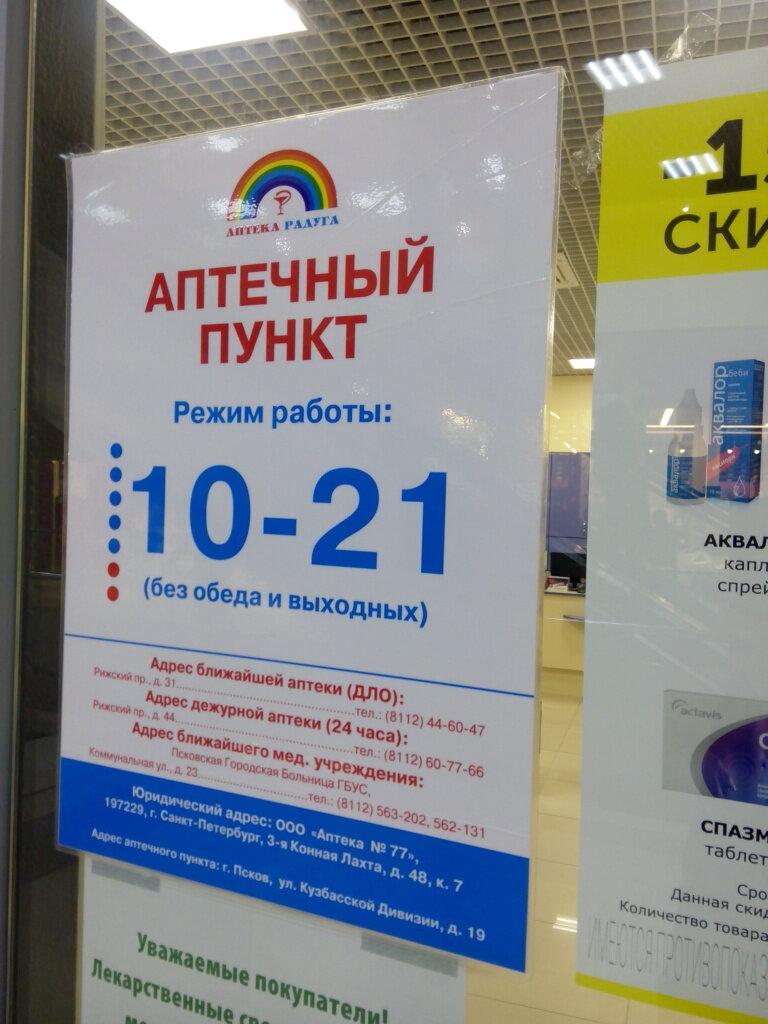 АПТЕКА РАДУГА
АПТЕЧНЫЙ
ПУНКТ
Режим работы:
10-21
(без обеда и выходных)
Адрес ближайшей аптеки (ДЛО):
Рижский пр., д. 31..............................тел.: (8112) 44-60-47
Адрес дежурной аптеки (24 часа):
Рижский пр., д. 44..............................тел.: (8112) 60-77-66
Адрес ближайшего мед. учреждения:
Псковская Городская Больница ГБУС,
Коммунальная ул., д. 23....................тел.: (8112) 563-202, 562-131
Юридический адрес: ООО «Аптека № 77»,
197229, г. Санкт-Петербург, 3-я Конная Лахта, д. 48, к. 7
Адрес аптечного пункта: г. Псков, ул. Кузбасской Дивизии, д. 19
Уважаемые покупатели!
Лекарственные
-1
СКИ
аквалор
беби
аквалор
АКВАЛ
капл
спрей
actavis
СПАЗМ
таблет
Сро
Данная скид
Количество товара
ИМЕЮТСЯ ПРОТИВОПОКАЗ